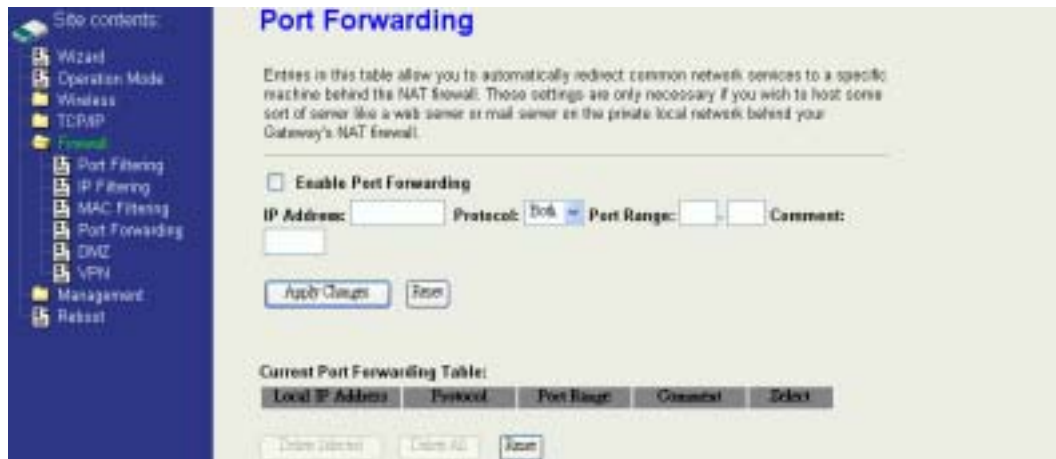 Site contents:
Wizard
Operation Mode
Wireless
TCP/IP
Firewall
Port Filtering
IP Filtering
MAC Filtering
Port Forwarding
DMZ
VPN
Management
Reboot
Port Forwarding
Entries in this table allow you to automatically redirect common network services to a specific
machine behind the NAT firewall. These settings are only necessary if you wish to host some
sort of server like a web server or mail server on the private local network behind your
Gateway's NAT firewall.
Enable Port Forwarding
IP Address: Protocol: Both Port Range: - Comment:
Apply Changes Reset
Current Port Forwarding Table:
Local IP Address Protocol Port Range Comment Select
Delete Selected Delete All Reset